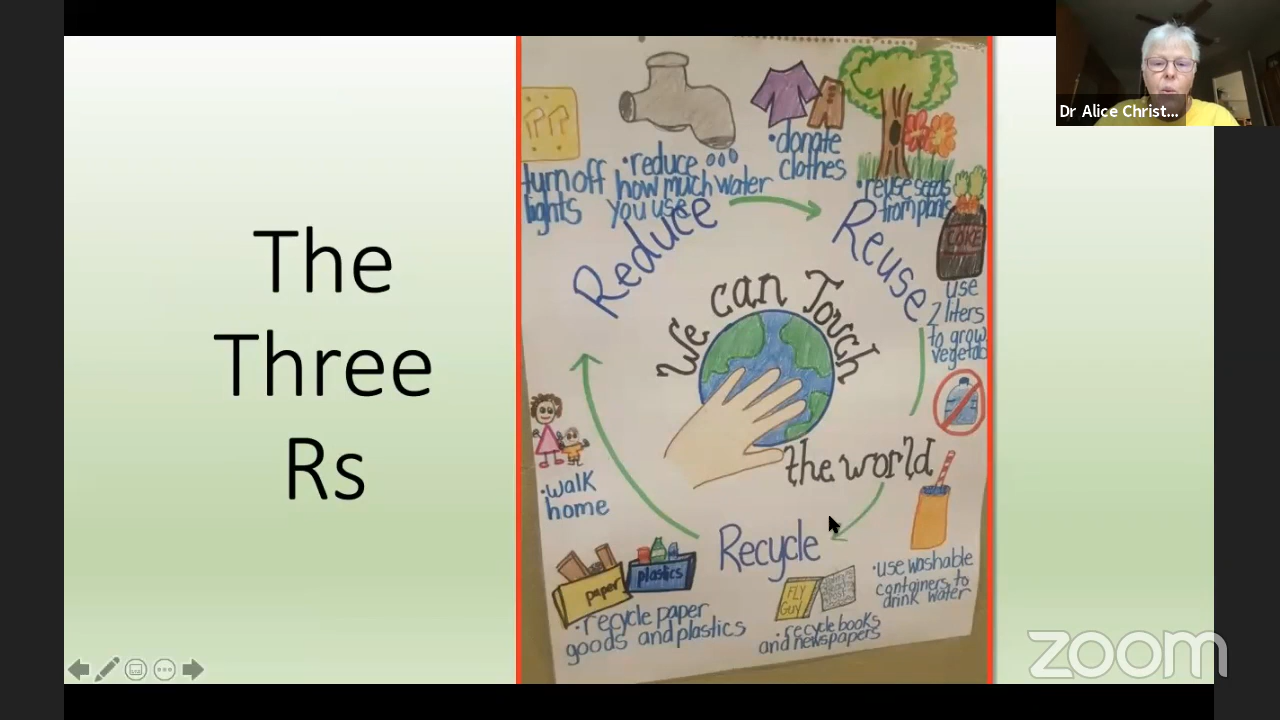 The
Three
Rs
turn off
lights
• reduce
how much water
you use
• donate
clothes
• reuse seeds
from plants
Reduce
Reuse
COKE
use
2 liters
to grow
We can Touch
the world
• walk
home
Recycle
paper
plastics
• recycle paper
goods and plastics
FLY
GUY
• recycle books
and newspapers
• use washable
containers to
drink water
Dr Alice Christ...
zoom